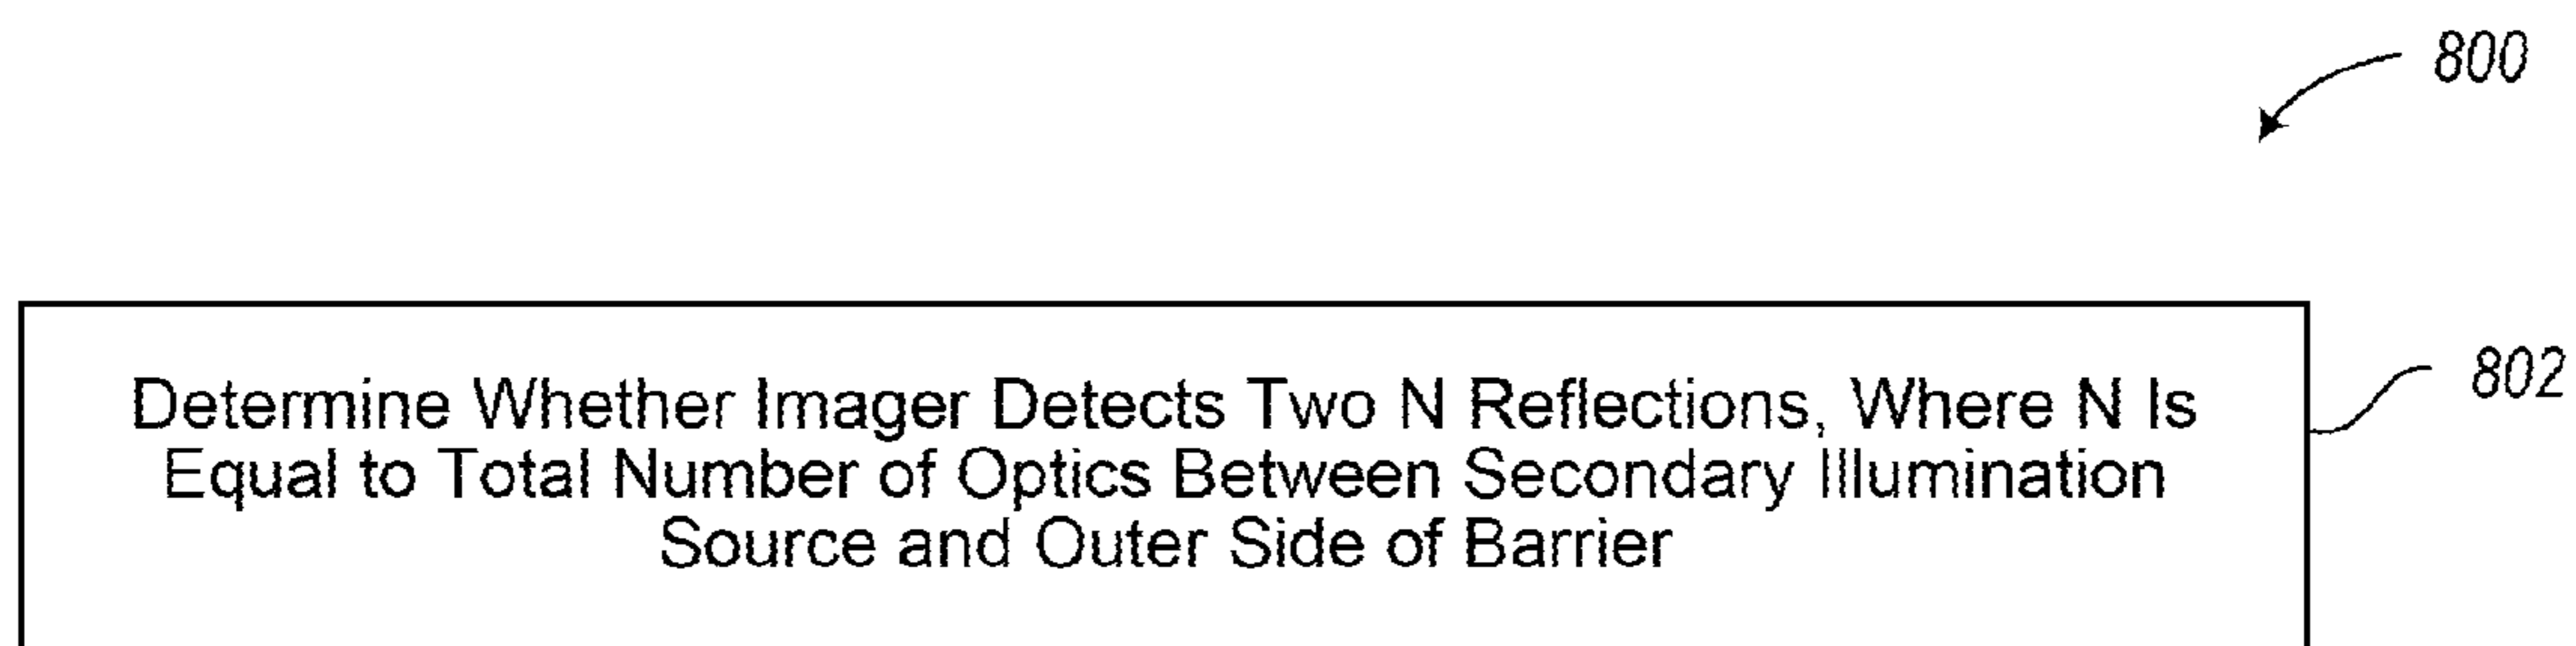 800
Determine Whether Imager Detects Two N Reflections, Where N Is
802
Equal to Total Number of Optics Between Secondary Illumination
Source and Outer Side of Barrier